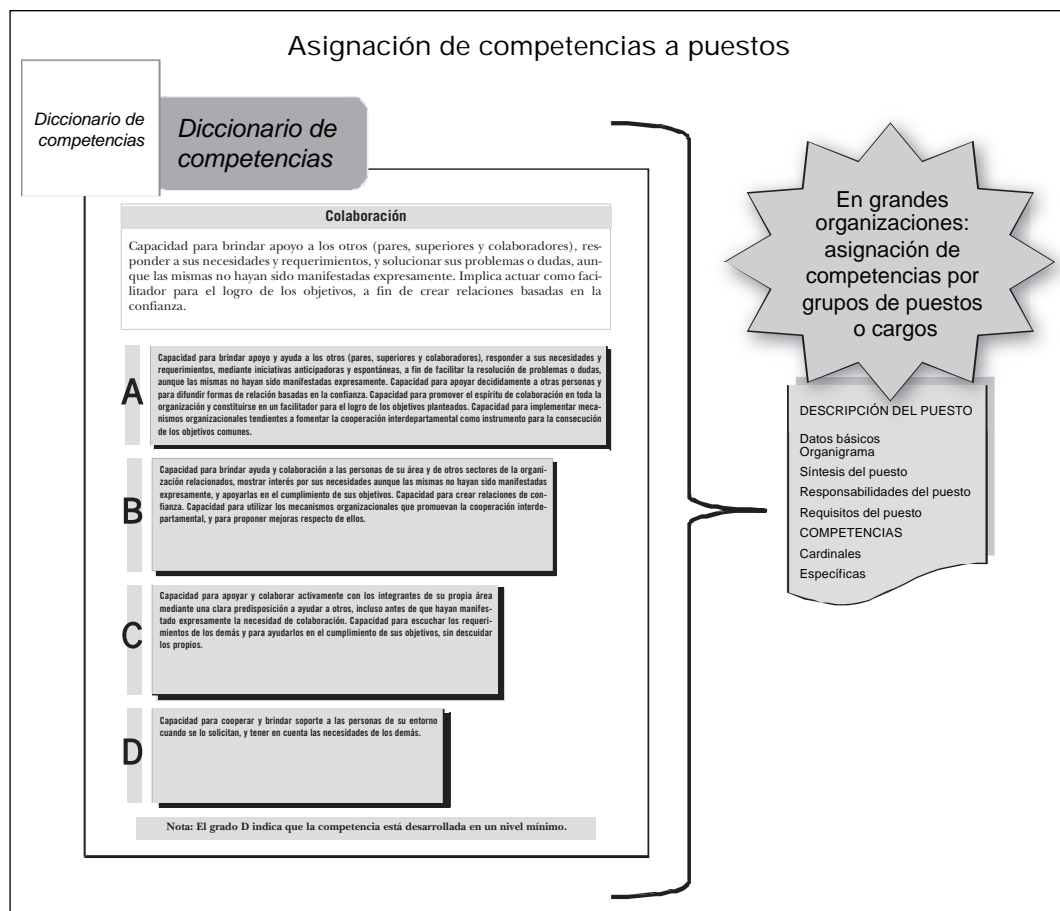 Asignación de competencias a puestos
Diccionario de
competencias
Diccionario de
competencias
Colaboración
Capacidad para brindar apoyo a los otros (pares, superiores y colaboradores), res-
ponder a sus necesidades y requerimientos, y solucionar sus problemas o dudas, aun-
que las mismas no hayan sido manifestadas expresamente. Implica actuar como faci-
litador para el logro de los objetivos, a fin de crear relaciones basadas en la
confianza.
A
Capacidad para brindar apoyo y ayuda a los otros (pares, superiores y colaboradores), responder a sus necesidades y
requerimientos, mediante iniciativas anticipadoras y espontáneas, a fin de facilitar la resolución de problemas o dudas,
aunque las mismas no hayan sido manifestadas expresamente. Capacidad para apoyar decididamente a otras personas y
para difundir formas de relación basadas en la confianza. Capacidad para promover el espíritu de colaboración en toda la
organización y constituirse en un facilitador para el logro de los objetivos planteados. Capacidad para implementar meca-
nismos organizacionales tendientes a fomentar la cooperación interdepartamental como instrumento para la consecución
de los objetivos comunes.
B
Capacidad para brindar ayuda y colaboración a las personas de su área y de otros sectores de la organi-
zación relacionados, mostrar interés por sus necesidades aunque las mismas no hayan sido manifestadas
expresamente, y apoyarlas en el cumplimiento de sus objetivos. Capacidad para crear relaciones de con-
fianza. Capacidad para utilizar los mecanismos organizacionales que promuevan la cooperación interde-
partamental, y para proponer mejoras respecto de ellos.
C
Capacidad para apoyar y colaborar activamente con los integrantes de su propia área
mediante una clara predisposición a ayudar a otros, incluso antes de que hayan manifes-
tado expresamente la necesidad de colaboración. Capacidad para escuchar los requeri-
mientos de los demás y para ayudarlos en el cumplimiento de sus objetivos, sin descuidar
los propios.
D
Capacidad para cooperar y brindar soporte a las personas de su entorno
cuando se lo solicitan, y tener en cuenta las necesidades de los demás.
Nota: El grado D indica que la competencia está desarrollada en un nivel mínimo.
En grandes
organizaciones:
asignación de
competencias por
grupos de puestos
o cargos
DESCRIPCIÓN DEL PUESTO
Datos básicos
Organigrama
Síntesis del puesto
Responsabilidades del puesto
Requisitos del puesto
COMPETENCIAS
Cardinales
Específicas